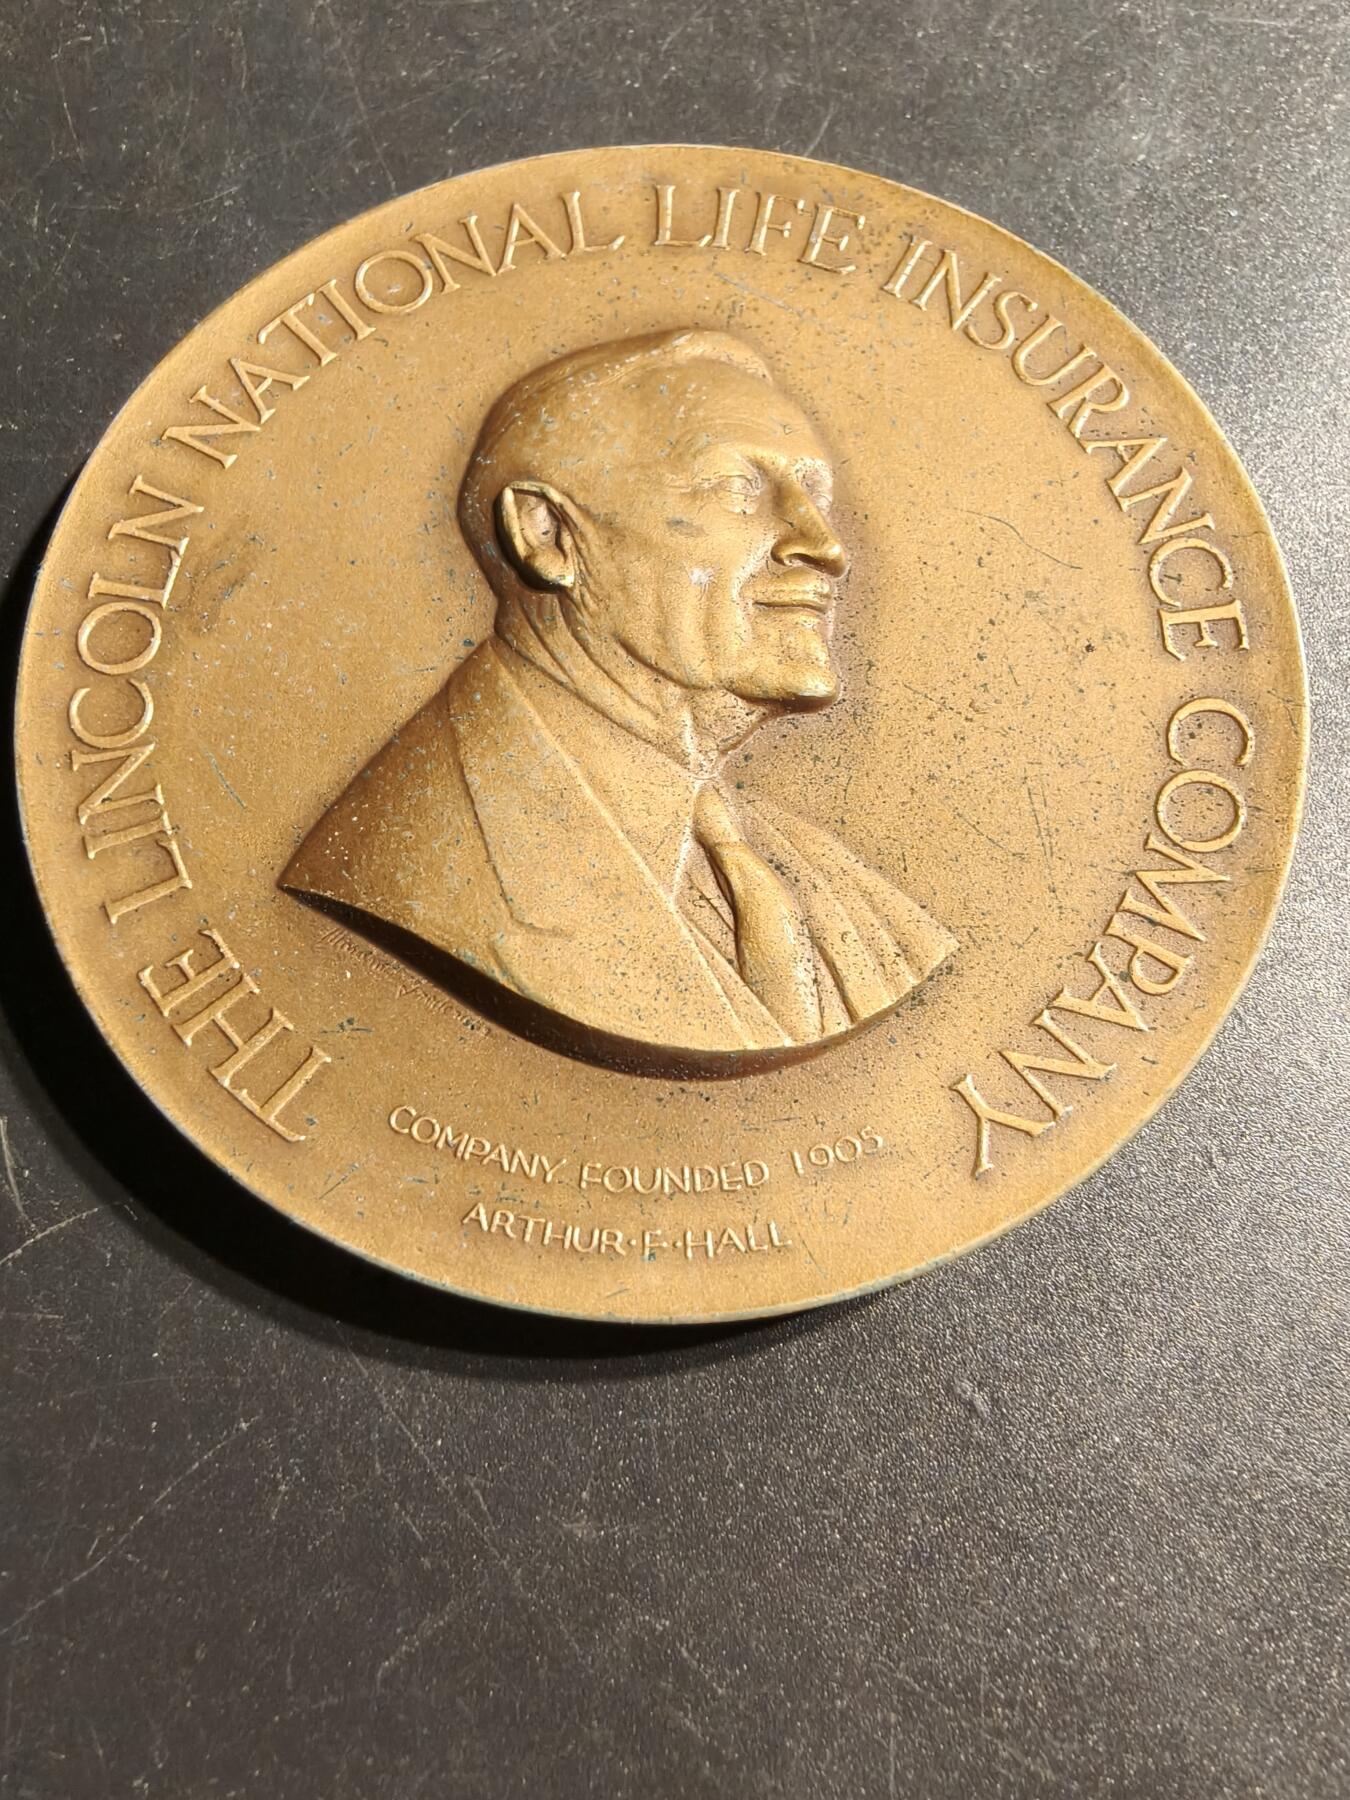 THE LINCOLN NATIONAL LIFE INSURANCE COMPANY
COMPANY FOUNDED 1905
ARTHUR·F·HALL